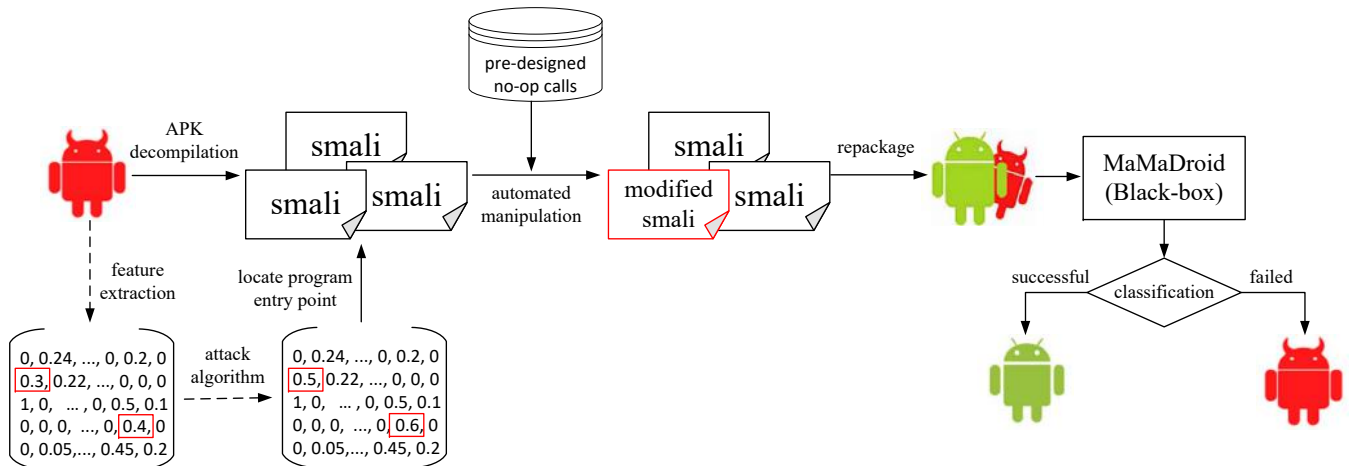 pre-designed
no-op calls
APK
decompilation
smali
smali
smali
automated
manipulation
smali
modified
smali
smali
repackage
MaMaDroid
(Black-box)
feature
extraction
locate program
entry point
successful
classification
failed
0, 0.24, ..., 0, 0.2, 0
0.3, 0.22, ..., 0, 0, 0
1, 0, ... , 0, 0.5, 0.1
0, 0, 0, ..., 0, 0.4, 0
0, 0.05,..., 0.45, 0.2
attack
algorithm
0, 0.24, ..., 0, 0.2, 0
0.5, 0.22, ..., 0, 0, 0
1, 0, ... , 0, 0.5, 0.1
0, 0, 0, ..., 0, 0.6, 0
0, 0.05,..., 0.45, 0.2